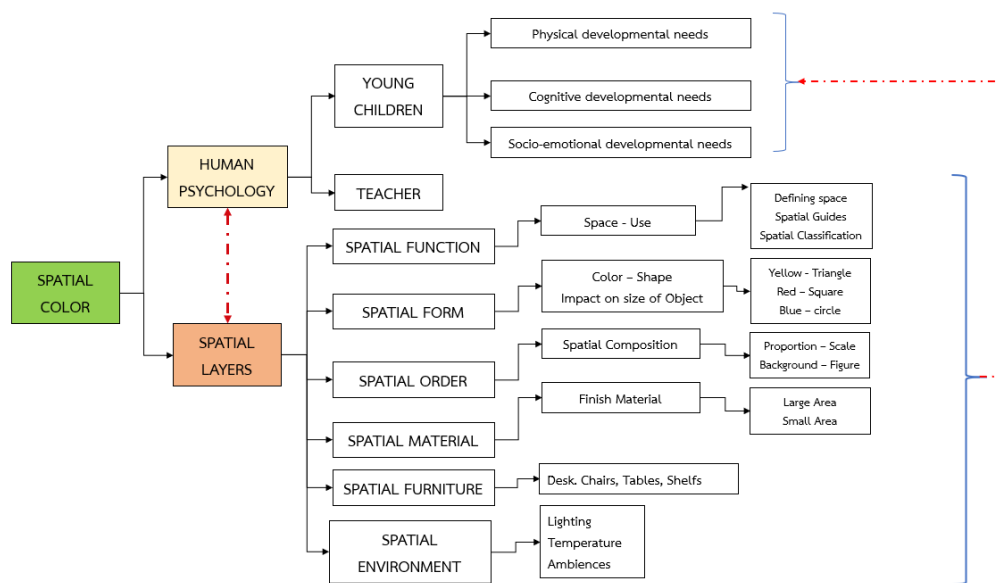 SPATIAL
COLOR
HUMAN
PSYCHOLOGY
SPATIAL
LAYERS
YOUNG
CHILDREN
TEACHER
Physical developmental needs
Cognitive developmental needs
Socio-emotional developmental needs
SPATIAL FUNCTION
Space - Use
Defining space
Spatial Guides
Spatial Classification
SPATIAL FORM
Color – Shape
Impact on size of Object
Yellow - Triangle
Red – Square
Blue – circle
SPATIAL ORDER
Spatial Composition
Proportion – Scale
Background – Figure
SPATIAL MATERIAL
Finish Material
Large Area
Small Area
SPATIAL FURNITURE
Desk. Chairs, Tables, Shelfs
SPATIAL
ENVIRONMENT
Lighting
Temperature
Ambiences